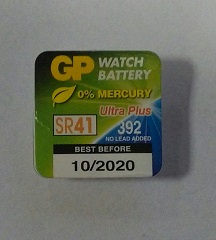 GP WATCH
BATTERY
0% MERCURY
Ultra Plus
SR41 392
NO LEAD ADDED
BEST BEFORE
10/2020